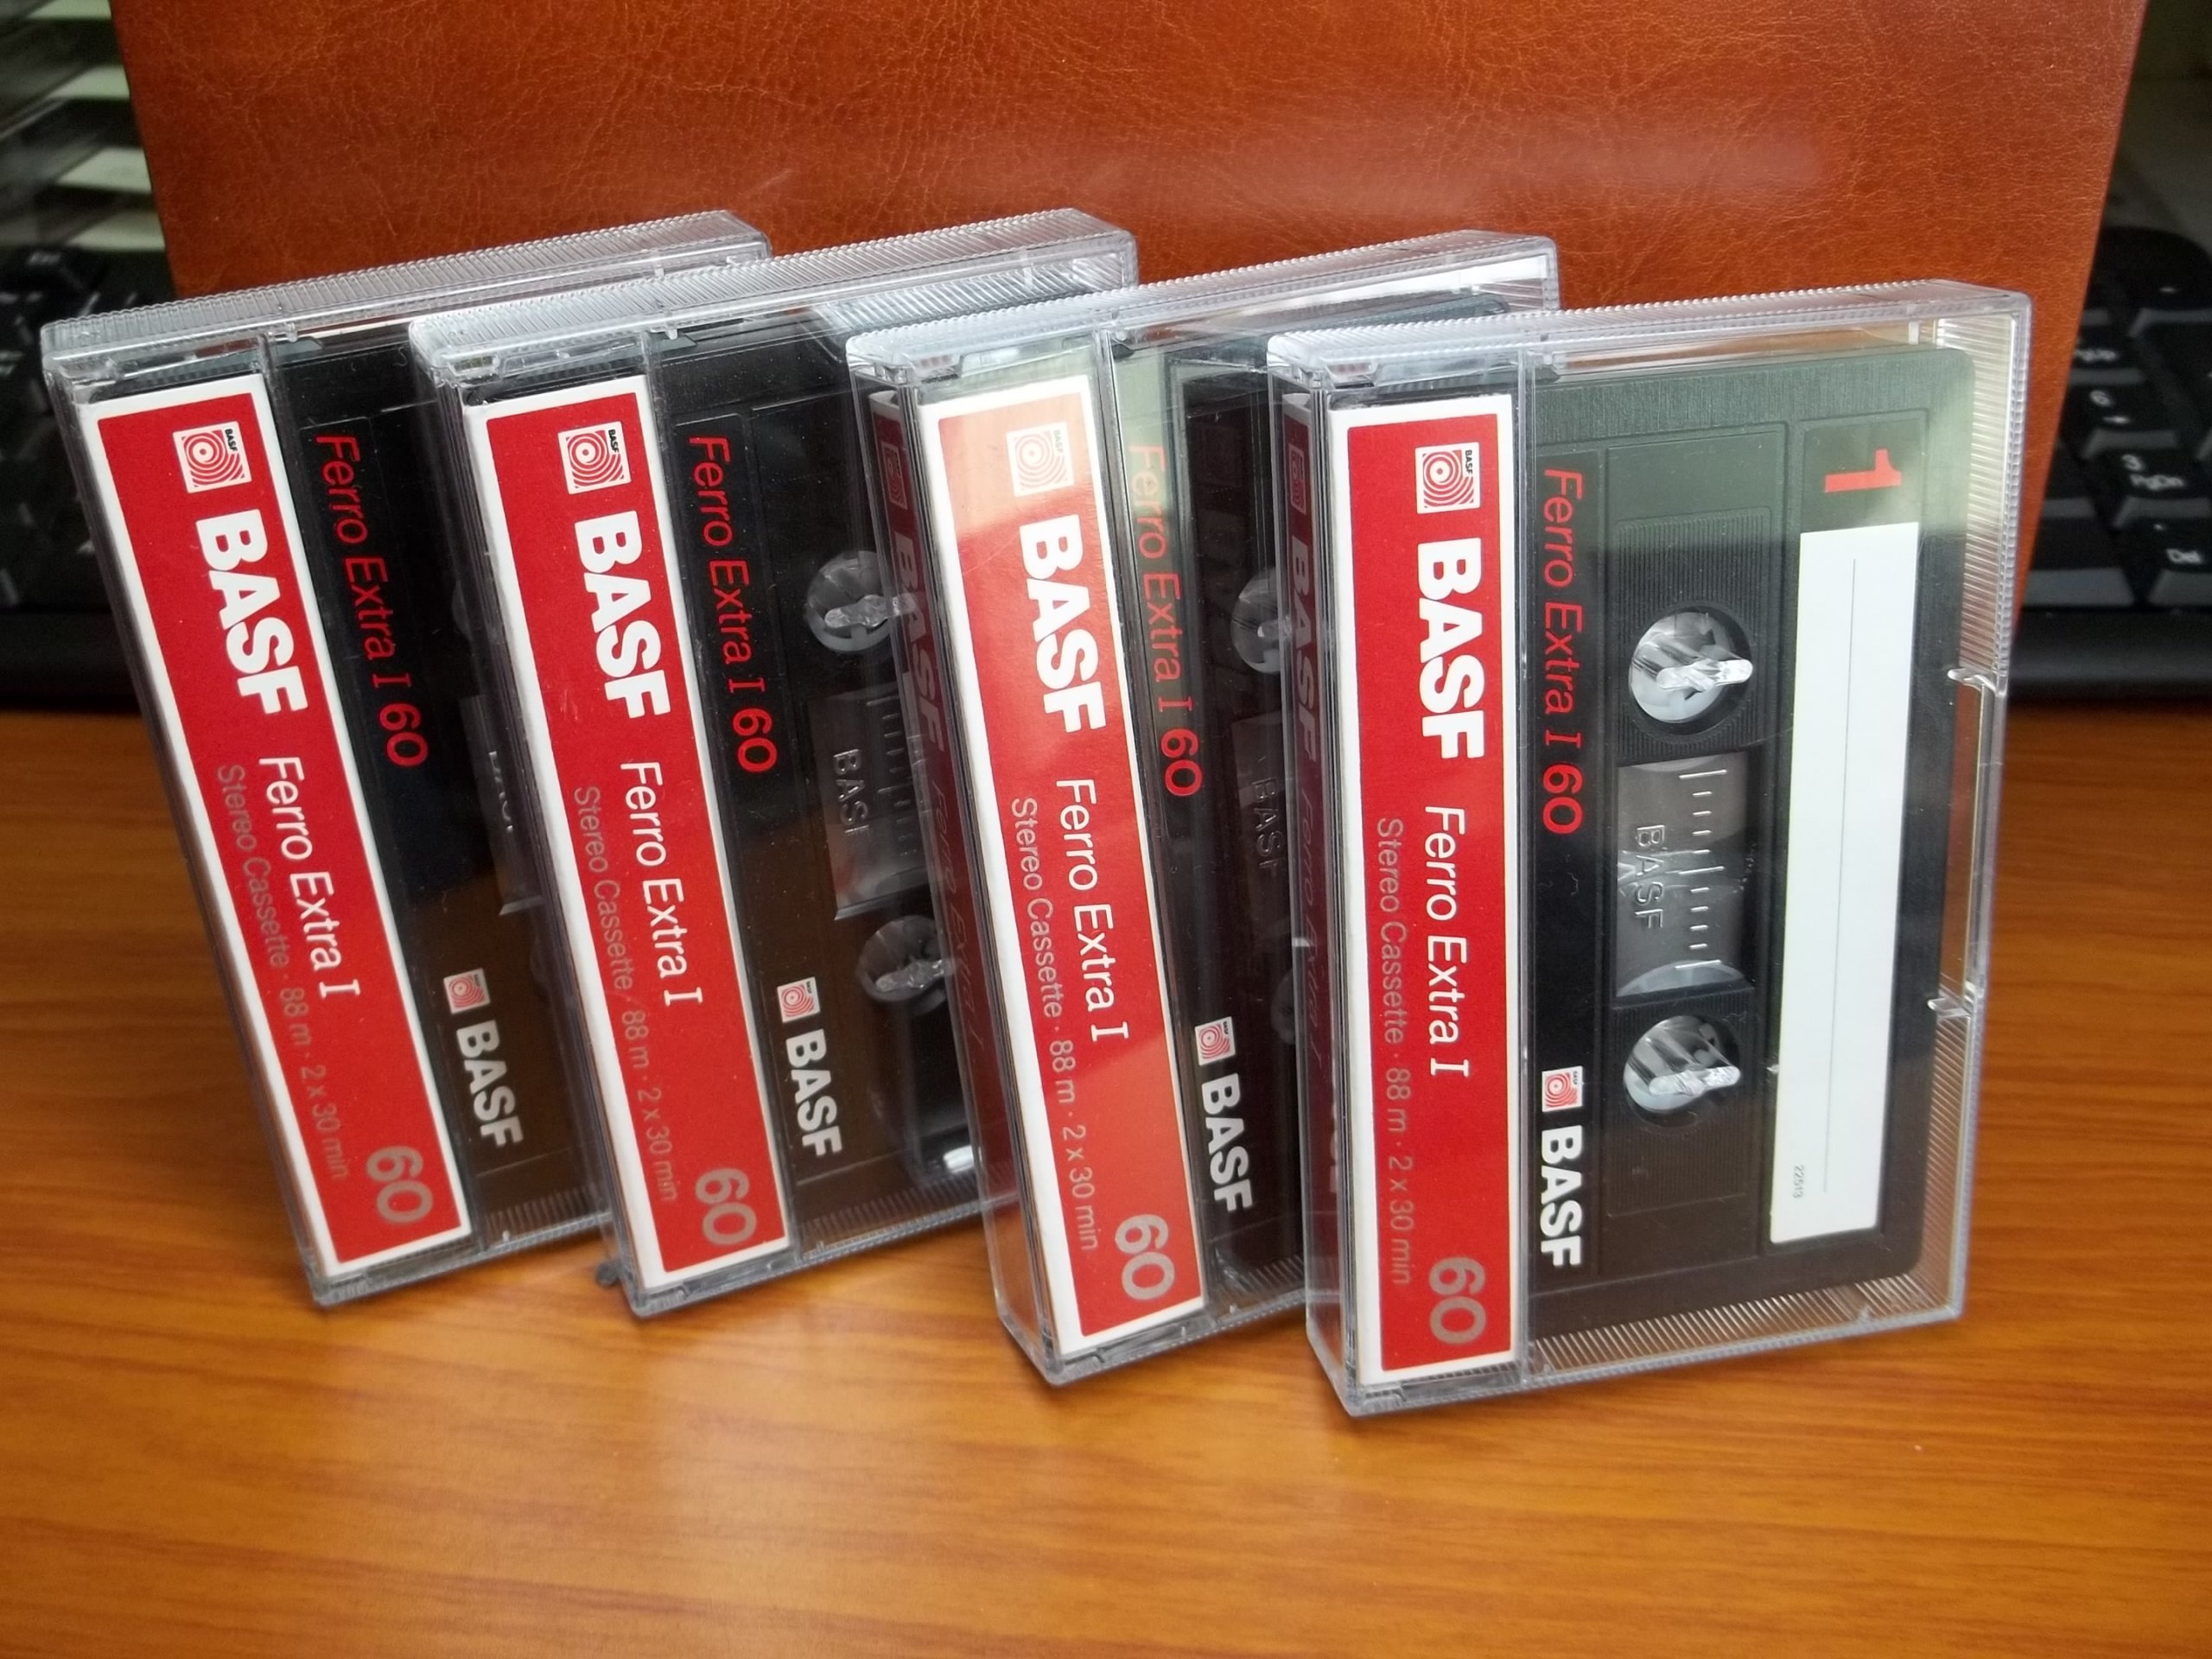 BASF
BASF Ferro Extra I
Stereo Cassette · 88 m · 2 x 30 min
60
Ferro Extra I 60
BASF
BASF
BASF Ferro Extra I
Stereo Cassette 88 m · 2 x 30 min
60
Ferro Extra I 60
BASF
BASF
BASF
BASF Ferro Extra I
Stereo Cassette · 88 m · 2 x 30 min
60
Ferro Extra I 60
BASF
BASF
BASF
BASF Ferro Extra I
Stereo Cassette · 88 m · 2 x 30 min
60
Ferro Extra I 60
BASF
BASF
1
22513
Del